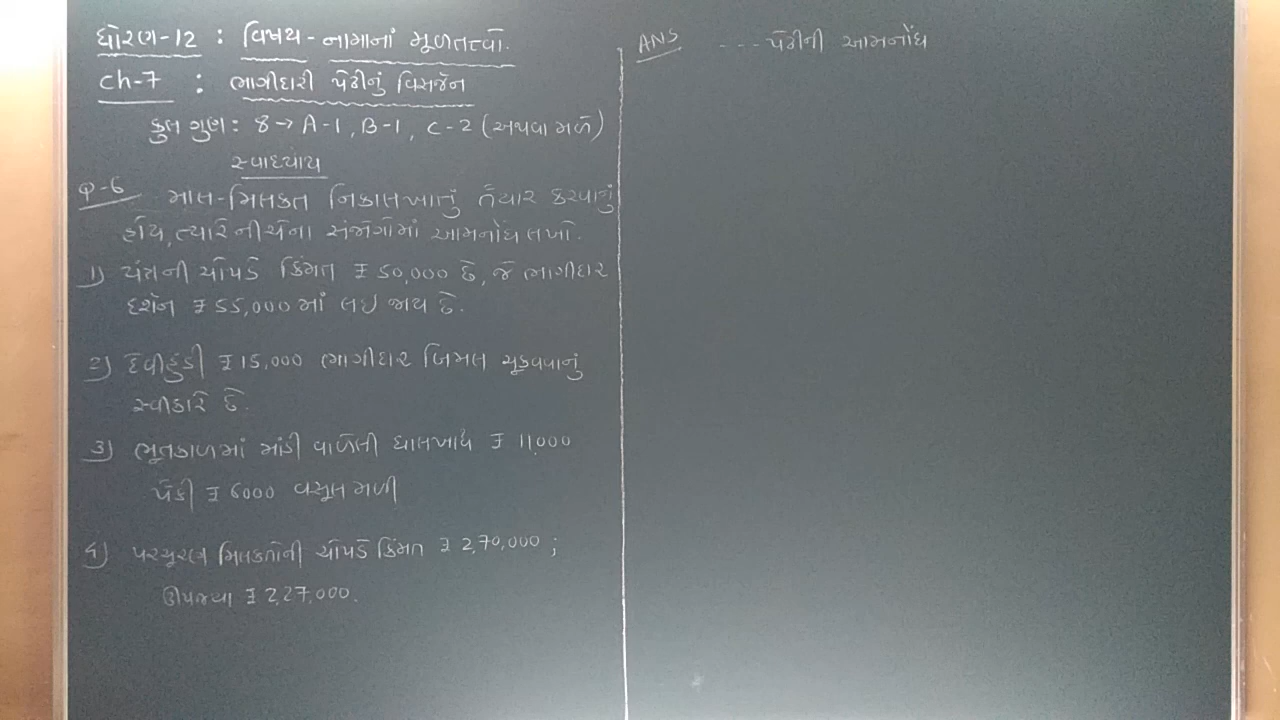 ધોરણ-12 : વિષય - નામાનાં મૂળતત્વો.
ch-7 : ભાગીદારી પેઢીનું વિસર્જન
કુલ ગુણ: 8 → A-1, B-1, C-2 (અથવા મળે)
સ્વાધ્યાય
Q-6 માલ-મિલકત નિકાલખાતું તૈયાર કરવાનું
હોય, ત્યારે નીચેના સંજોગોમાં આમનોંધ લખો.
1) યંત્રની ચોપડે કિંમત ₹ 50,000 છે, જે ભાગીદાર
દર્શન ₹ 55,000 માં લઇ જાય છે.
2) દેવીહૂંડી ₹ 15,000 ભાગીદાર બિમલ ચૂકવવાનું
સ્વીકારે છે.
3) ભૂતકાળમાં માંડી વાળેલી ઘાલખાધ ₹ 11,000
પૈકી ₹ 6000 વસૂલ મળી
4) પરચૂરણ મિલકતોની ચોપડે કિંમત ₹ 2,70,000 ;
ઊપજ્યા ₹ 2,27,000.
ANS - - - પેઢીની આમનોંધ